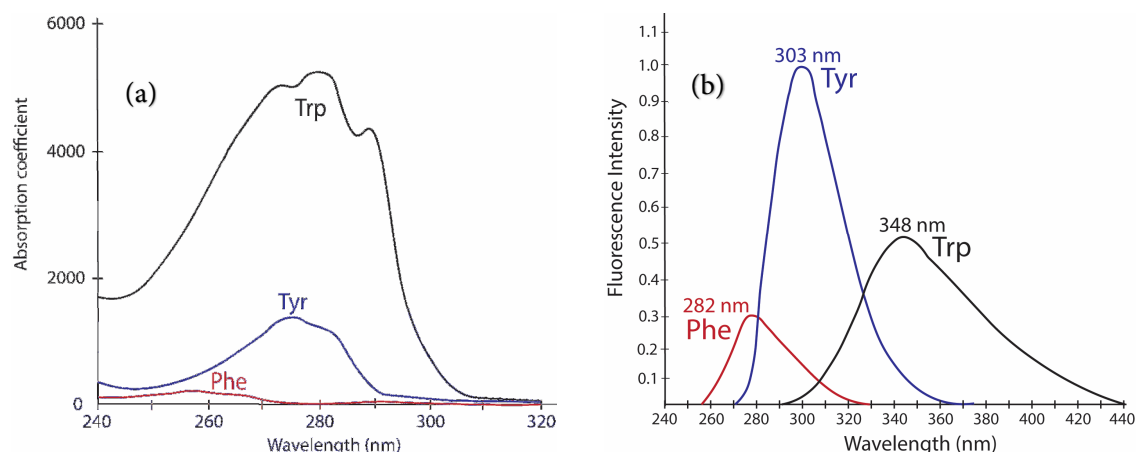 6000
4000
2000
0
Absorption coefficient
(a)
Trp
Tyr
Phe
240
260
280
300
320
Wavelength (nm)
1.1
1.0
0.9
0.8
0.7
0.6
0.5
0.4
0.3
0.2
0.1
Fluorescence Intensity
(b)
303 nm
Tyr
348 nm
Trp
282 nm
Phe
240 260 280 300 320 340 360 380 400 420 440
Wavelength (nm)